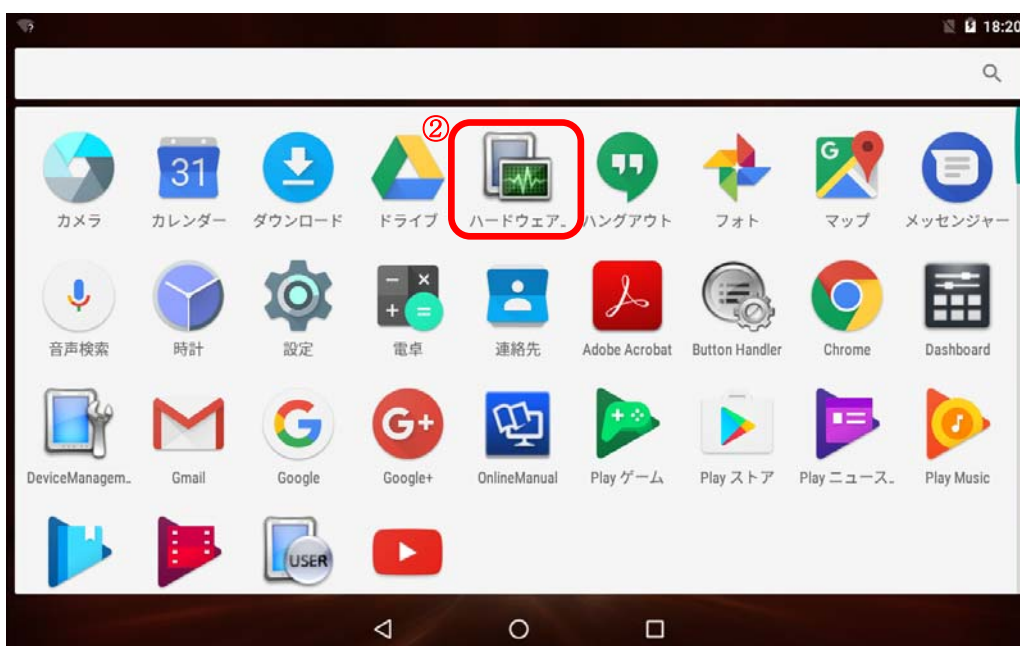 18:20
②
31
G
カメラ
カレンダー
ダウンロード
ドライブ
ハードウェア..
ハングアウト
フォト
マップ
メッセンジャー
音声検索
時計
設定
電卓
連絡先
Adobe Acrobat
Button Handler
Chrome
Dashboard
G+
DeviceManagem..
Gmail
Google
Google+
OnlineManual
Play ゲーム
Play ストア
Play ニュース..
Play Music
USER